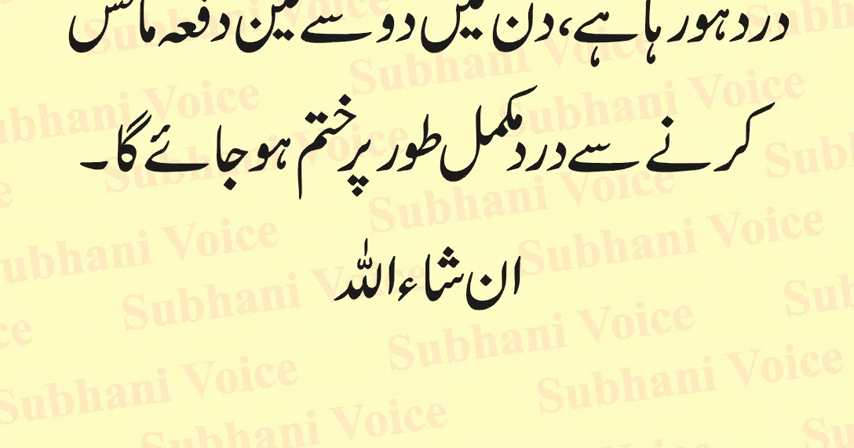 درد ہو رہا ہے، دن میں دو سے تین دفعہ مالش
کرنے سے درد مکمل طور پر ختم ہو جائے گا۔
ان شاء اللہ
Subhani Voice